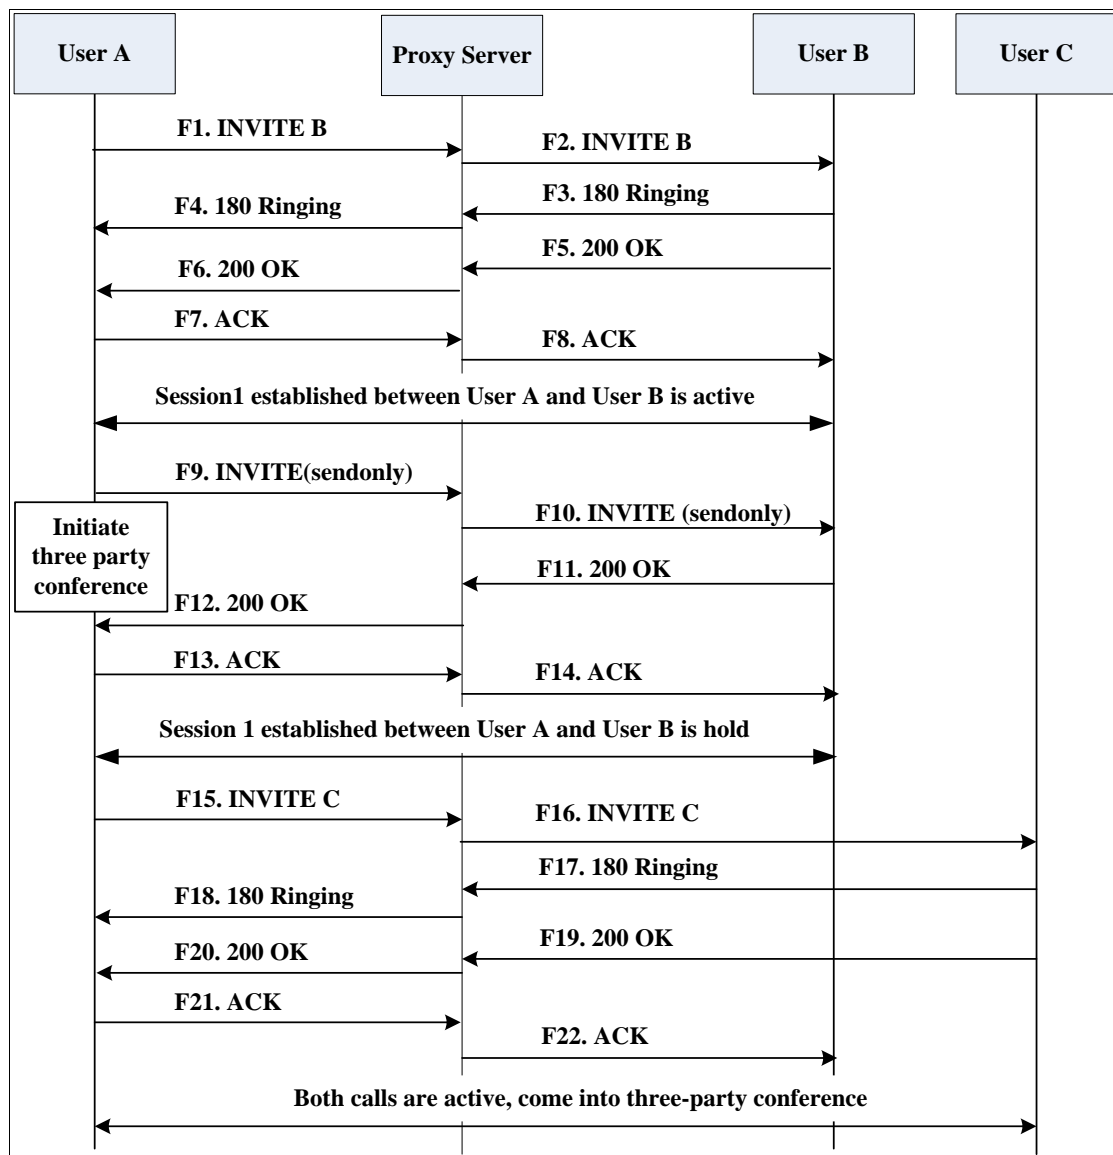 User A
Proxy Server
User B
User C
F1. INVITE B
F2. INVITE B
F3. 180 Ringing
F4. 180 Ringing
F5. 200 OK
F6. 200 OK
F7. ACK
F8. ACK
Session1 established between User A and User B is active
F9. INVITE(sendonly)
Initiate
three party
conference
F10. INVITE (sendonly)
F11. 200 OK
F12. 200 OK
F13. ACK
F14. ACK
Session 1 established between User A and User B is hold
F15. INVITE C
F16. INVITE C
F17. 180 Ringing
F18. 180 Ringing
F19. 200 OK
F20. 200 OK
F21. ACK
F22. ACK
Both calls are active, come into three-party conference